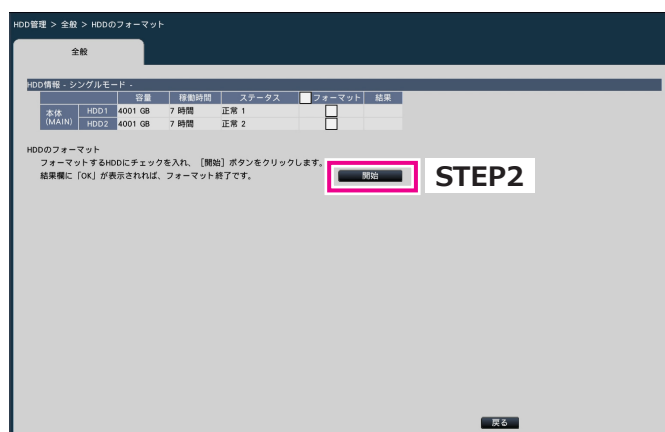 HDD管理 > 全般 > HDDのフォーマット
全般
HDD情報 - シングルモード -
容量 稼働時間 ステータス フォーマット 結果
本体 (MAIN) HDD1 4001 GB 7 時間 正常 1
HDD2 4001 GB 7 時間 正常 2
HDDのフォーマット
フォーマットするHDDにチェックを入れ、［開始］ボタンをクリックします。
結果欄に「OK」が表示されれば、フォーマット終了です。
開始
STEP2
戻る